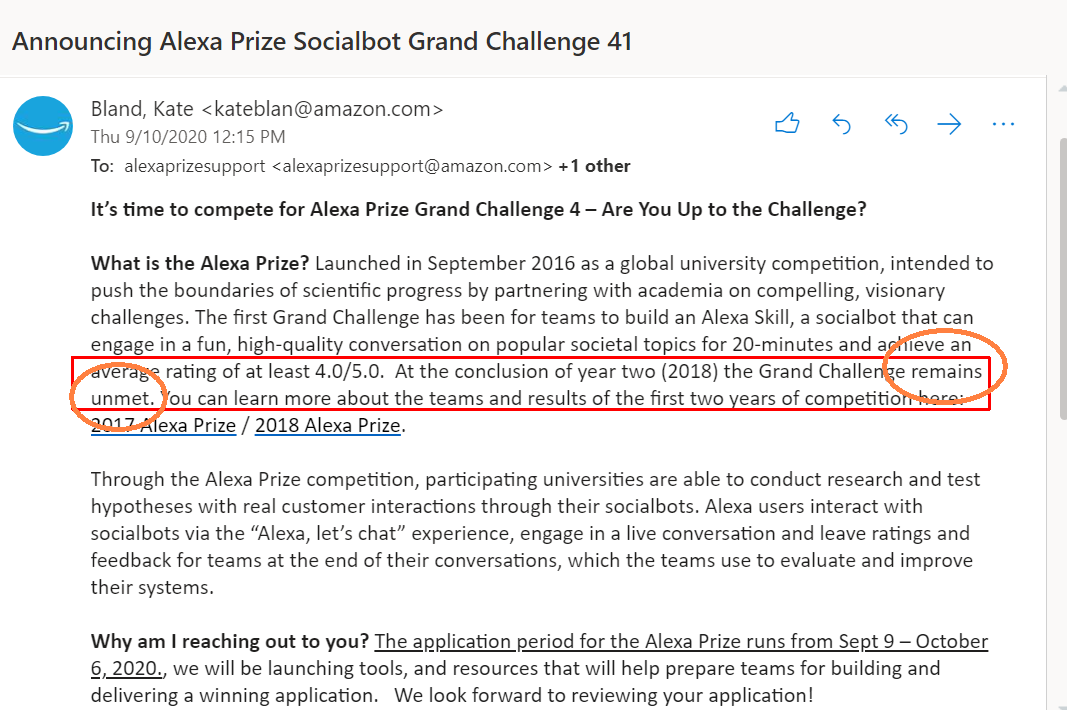 Announcing Alexa Prize Socialbot Grand Challenge 41
Bland, Kate <kateblan@amazon.com>
Thu 9/10/2020 12:15 PM
To: alexaprizesupport <alexaprizesupport@amazon.com> +1 other
It’s time to compete for Alexa Prize Grand Challenge 4 – Are You Up to the Challenge?
What is the Alexa Prize? Launched in September 2016 as a global university competition, intended to
push the boundaries of scientific progress by partnering with academia on compelling, visionary
challenges. The first Grand Challenge has been for teams to build an Alexa Skill, a socialbot that can
engage in a fun, high-quality conversation on popular societal topics for 20-minutes and achieve an
average rating of at least 4.0/5.0.  At the conclusion of year two (2018) the Grand Challenge remains
unmet. You can learn more about the teams and results of the first two years of competition here:
2017 Alexa Prize / 2018 Alexa Prize.
Through the Alexa Prize competition, participating universities are able to conduct research and test
hypotheses with real customer interactions through their socialbots. Alexa users interact with
socialbots via the “Alexa, let’s chat” experience, engage in a live conversation and leave ratings and
feedback for teams at the end of their conversations, which the teams use to evaluate and improve
their systems.
Why am I reaching out to you? The application period for the Alexa Prize runs from Sept 9 – October
6, 2020., we will be launching tools, and resources that will help prepare teams for building and
delivering a winning application.   We look forward to reviewing your application!